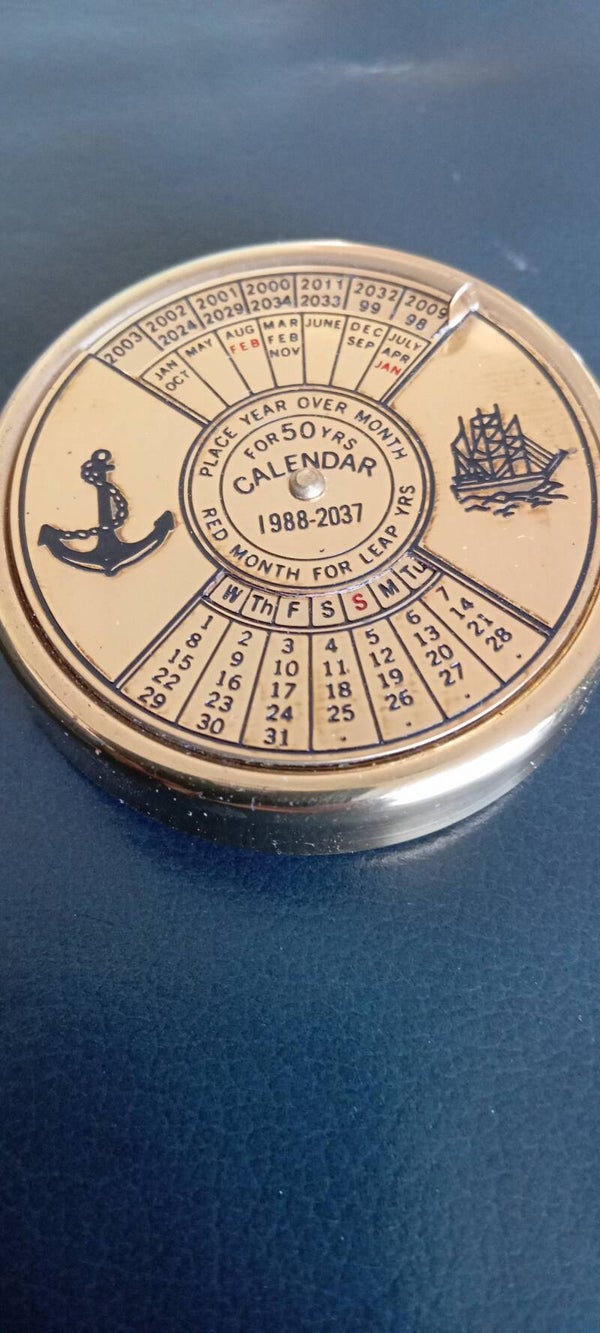 2003 2002 2001 2000 2011 2032 2009
2024 2029 2034 2033 99 98
JAN MAY AUG MAR JUNE DEC JULY
OCT FEB FEB SEP APR
NOV JAN
PLACE YEAR OVER MONTH
FOR 50 YRS
CALENDAR
1988-2037
RED MONTH FOR LEAP YRS
W Th F S S M Tu
1 2 3 4 5 6 7
8 9 10 11 12 13 14
15 16 17 18 19 20 21
22 23 24 25 26 27 28
29 30 31 . . . .